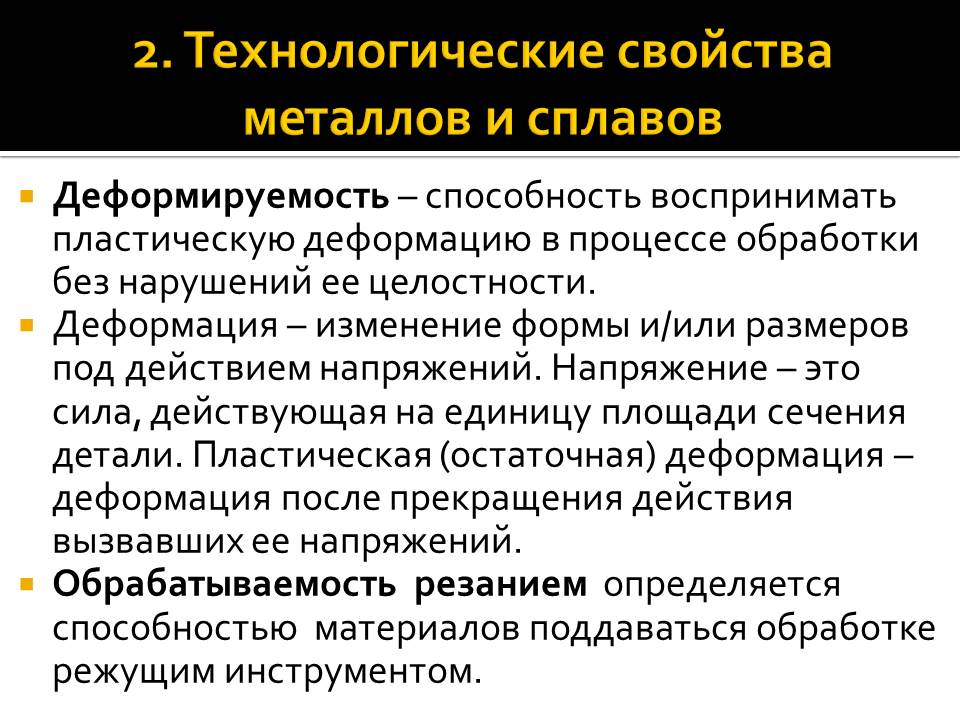 2. Технологические свойства
металлов и сплавов
Деформируемость – способность воспринимать
пластическую деформацию в процессе обработки
без нарушений ее целостности.
Деформация – изменение формы и/или размеров
под действием напряжений. Напряжение – это
сила, действующая на единицу площади сечения
детали. Пластическая (остаточная) деформация –
деформация после прекращения действия
вызвавших ее напряжений.
Обрабатываемость резанием определяется
способностью материалов поддаваться обработке
режущим инструментом.